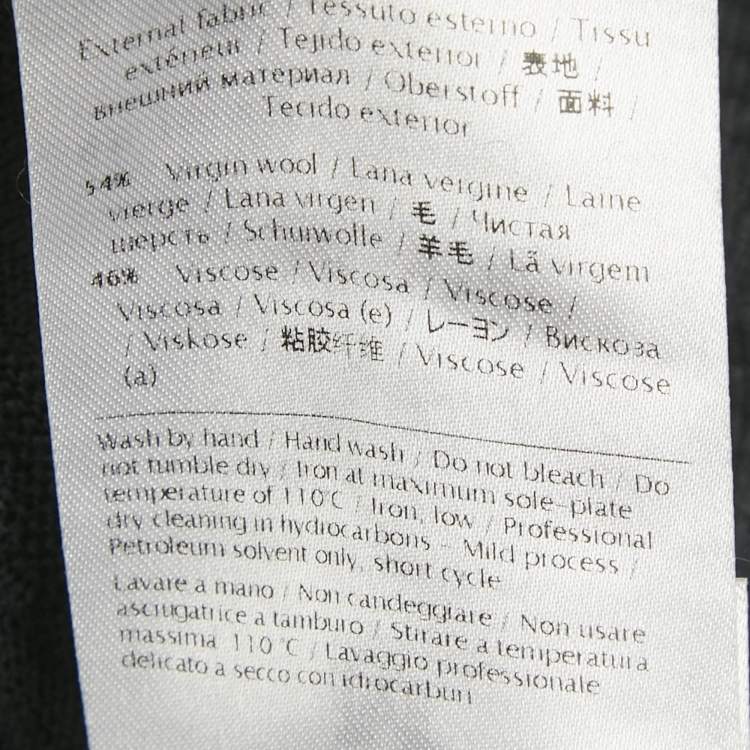 External fabric / Tessuto esterno / Tissu
extérieur / Tejido exterior / 表地 /
внешний материал / Oberstoff / 面料 /
Tecido exterior
54% Virgin wool / Lana vergine / Laine
vierge / Lana virgen / 毛 / Чистая
шерсть / Schurwolle / 羊毛 / Lã virgem
46% Viscose / Viscosa / Viscose /
Viscosa / Viscosa (e) / レーヨン / Вискоза
/ Viskose / 粘胶纤维 / Viscose / Viscose
(a)
Wash by hand / Hand wash / Do not bleach / Do
not tumble dry / Iron at maximum sole-plate
temperature of 110°C / Iron, low / Professional
dry cleaning in hydrocarbons - Mild process /
Petroleum solvent only, short cycle
Lavare a mano / Non candeggiare / Non usare
asciugatrice a tamburo / Stirare a temperatura
massima 110 °C / Lavaggio professionale
delicato a secco con idrocarburi